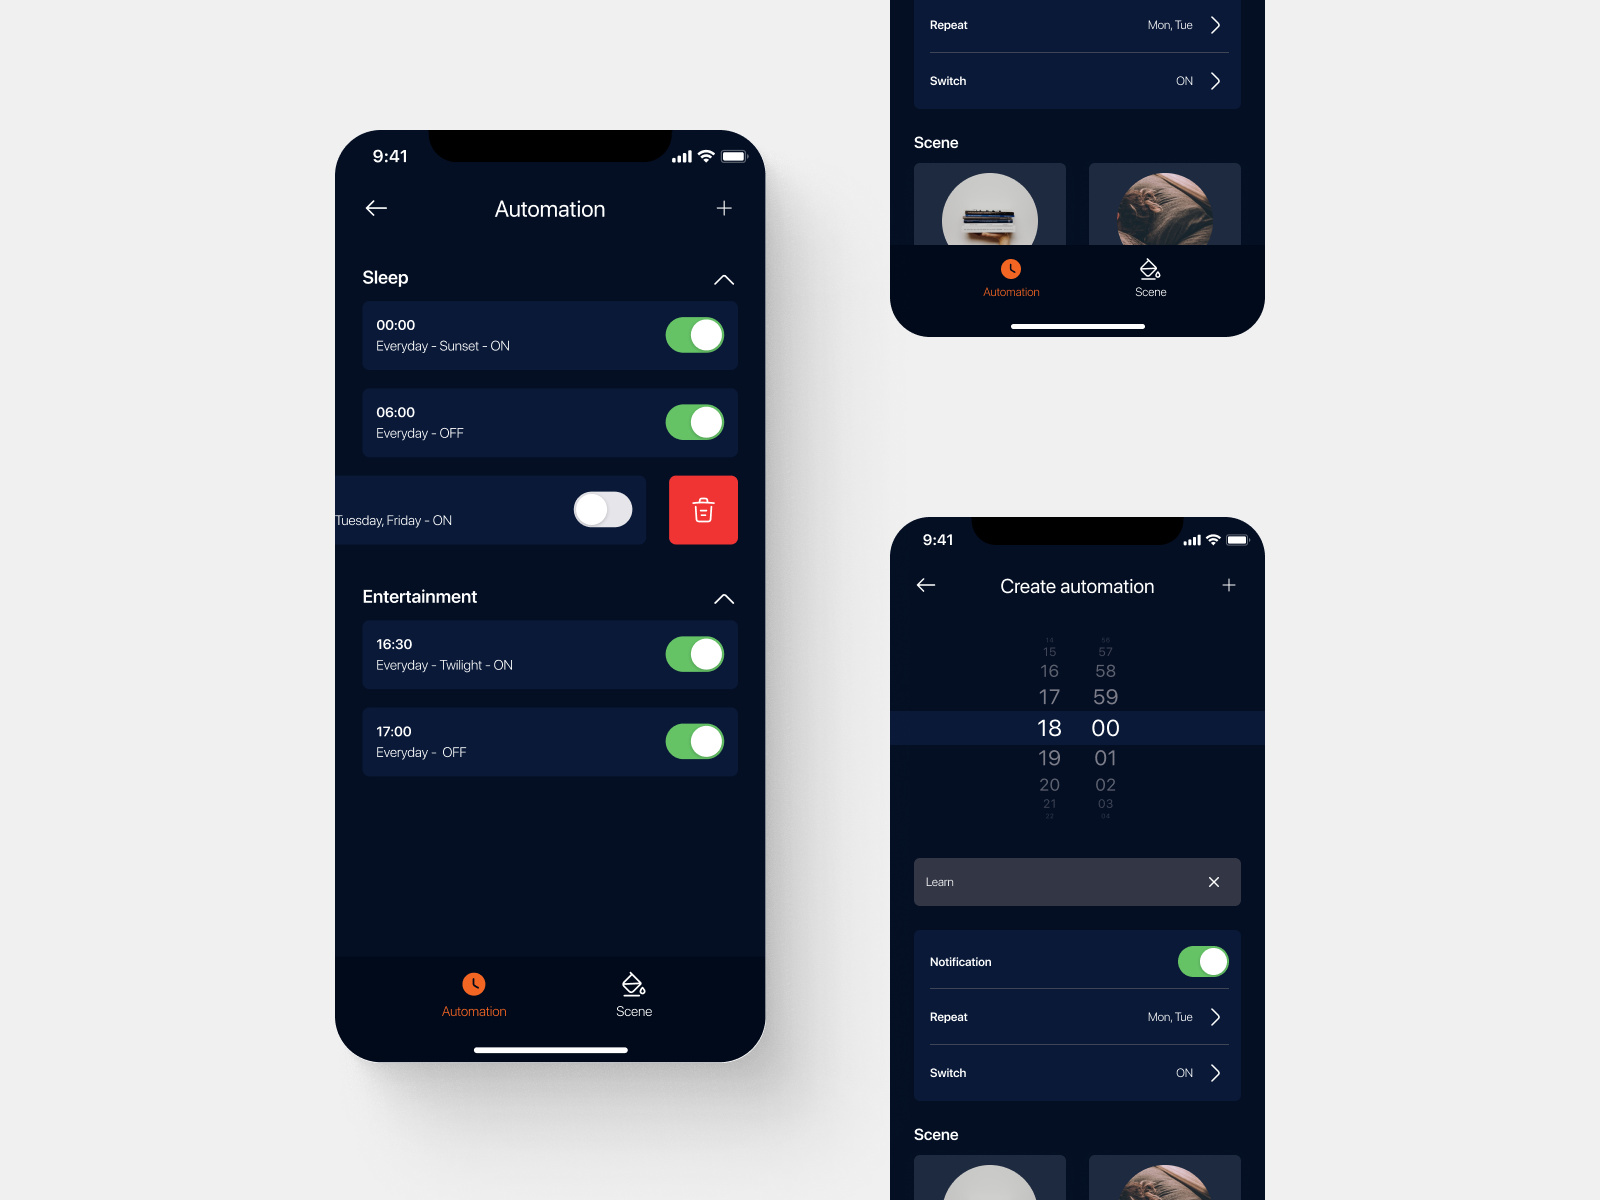 9:41
Automation
Sleep
00:00
Everyday - Sunset - ON
06:00
Everyday - OFF
Tuesday, Friday - ON
Entertainment
16:30
Everyday - Twilight - ON
17:00
Everyday -  OFF
Automation
Scene
Repeat
Mon, Tue
Switch
ON
Scene
Automation
Scene
9:41
Create automation
14 56
15 57
16 58
17 59
18 00
19 01
20 02
21 03
22 04
Learn
Notification
Repeat
Mon, Tue
Switch
ON
Scene